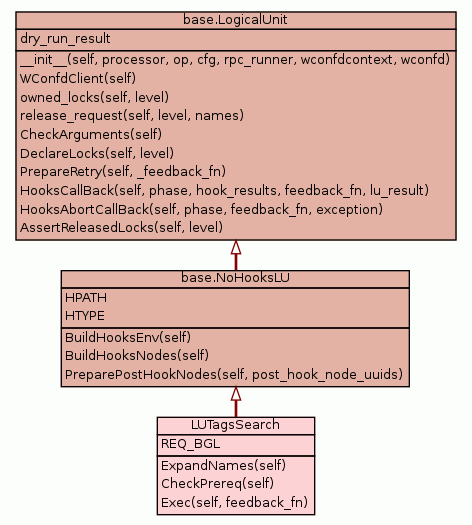 base.LogicalUnit
dry_run_result
__init__(self, processor, op, cfg, rpc_runner, wconfdcontext, wconfd)
WConfdClient(self)
owned_locks(self, level)
release_request(self, level, names)
CheckArguments(self)
DeclareLocks(self, level)
PrepareRetry(self, _feedback_fn)
HooksCallBack(self, phase, hook_results, feedback_fn, lu_result)
HooksAbortCallBack(self, phase, feedback_fn, exception)
AssertReleasedLocks(self, level)
base.NoHooksLU
HPATH
HTYPE
BuildHooksEnv(self)
BuildHooksNodes(self)
PreparePostHookNodes(self, post_hook_node_uuids)
LUTagsSearch
REQ_BGL
ExpandNames(self)
CheckPrereq(self)
Exec(self, feedback_fn)